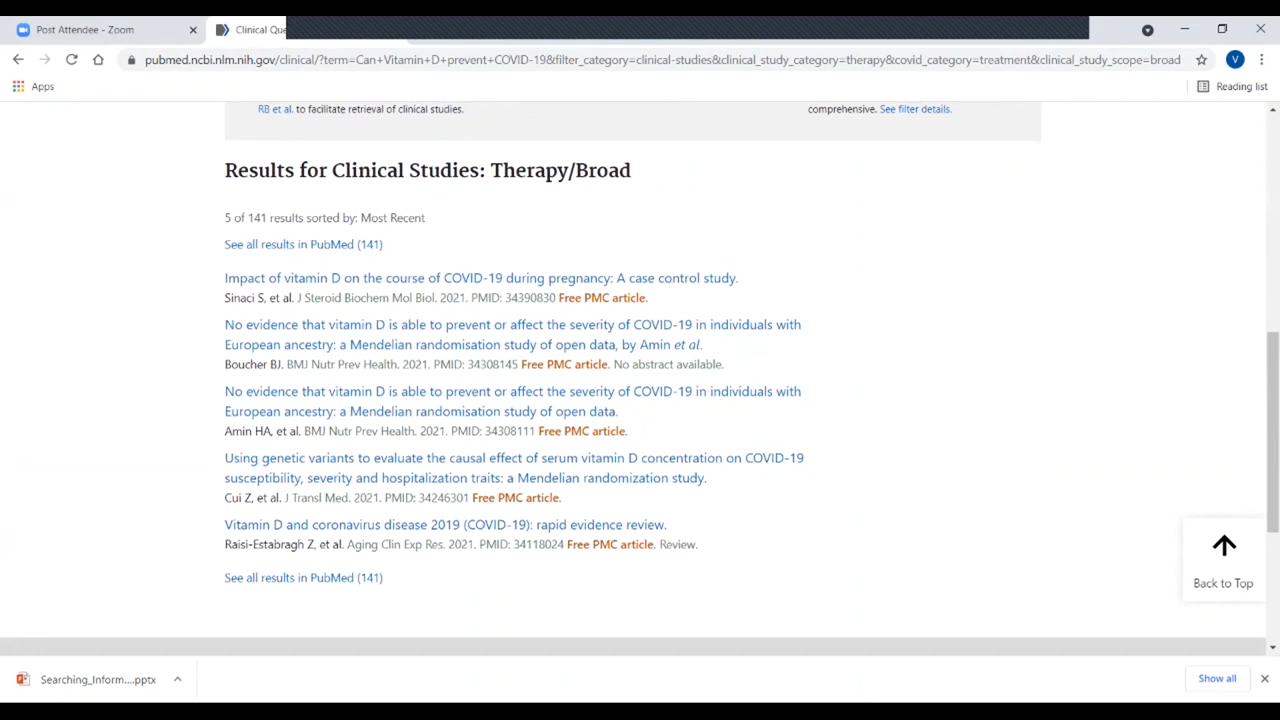 Post Attendee - Zoom
Clinical Que
pubmed.ncbi.nlm.nih.gov/clinical/?term=Can+Vitamin+D+prevent+COVID-19&filter_category=clinical-studies&clinical_study_category=therapy&covid_category=treatment&clinical_study_scope=broad
V
Apps
Reading list
RB et al. to facilitate retrieval of clinical studies.
comprehensive. See filter details.
Results for Clinical Studies: Therapy/Broad
5 of 141 results sorted by: Most Recent
See all results in PubMed (141)
Impact of vitamin D on the course of COVID-19 during pregnancy: A case control study.
Sinaci S, et al. J Steroid Biochem Mol Biol. 2021. PMID: 34390830 Free PMC article.
No evidence that vitamin D is able to prevent or affect the severity of COVID-19 in individuals with
European ancestry: a Mendelian randomisation study of open data, by Amin et al.
Boucher BJ. BMJ Nutr Prev Health. 2021. PMID: 34308145 Free PMC article. No abstract available.
No evidence that vitamin D is able to prevent or affect the severity of COVID-19 in individuals with
European ancestry: a Mendelian randomisation study of open data.
Amin HA, et al. BMJ Nutr Prev Health. 2021. PMID: 34308111 Free PMC article.
Using genetic variants to evaluate the causal effect of serum vitamin D concentration on COVID-19
susceptibility, severity and hospitalization traits: a Mendelian randomization study.
Cui Z, et al. J Transl Med. 2021. PMID: 34246301 Free PMC article.
Vitamin D and coronavirus disease 2019 (COVID-19): rapid evidence review.
Raisi-Estabragh Z, et al. Aging Clin Exp Res. 2021. PMID: 34118024 Free PMC article. Review.
See all results in PubMed (141)
Back to Top
Searching_Inform....pptx
Show all